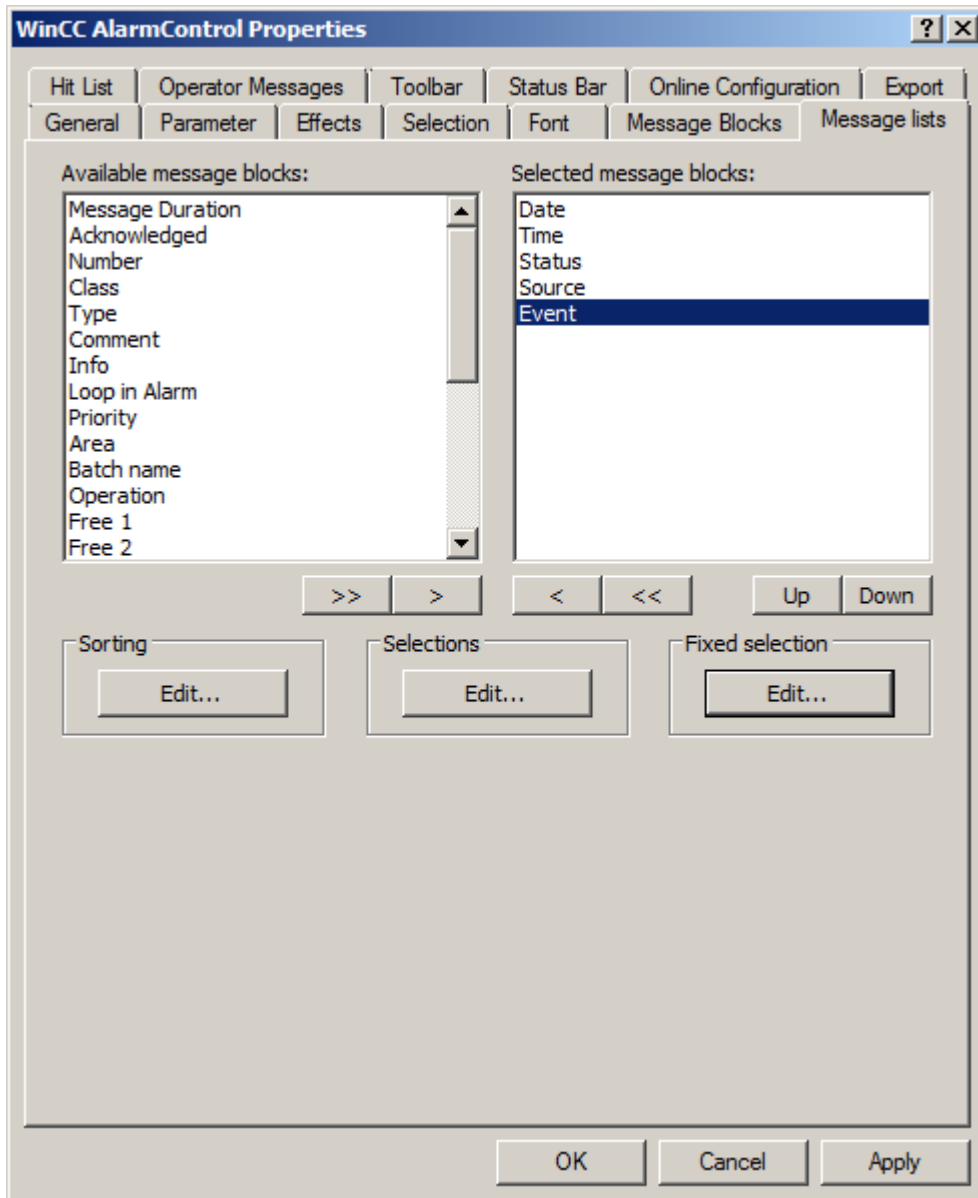 WinCC AlarmControl Properties
Hit List Operator Messages Toolbar Status Bar Online Configuration Export
General Parameter Effects Selection Font Message Blocks Message lists
Available message blocks:
Message Duration
Acknowledged
Number
Class
Type
Comment
Info
Loop in Alarm
Priority
Area
Batch name
Operation
Free 1
Free 2
Selected message blocks:
Date
Time
Status
Source
Event
>> > < << Up Down
Sorting Selections Fixed selection
Edit... Edit... Edit...
OK Cancel Apply